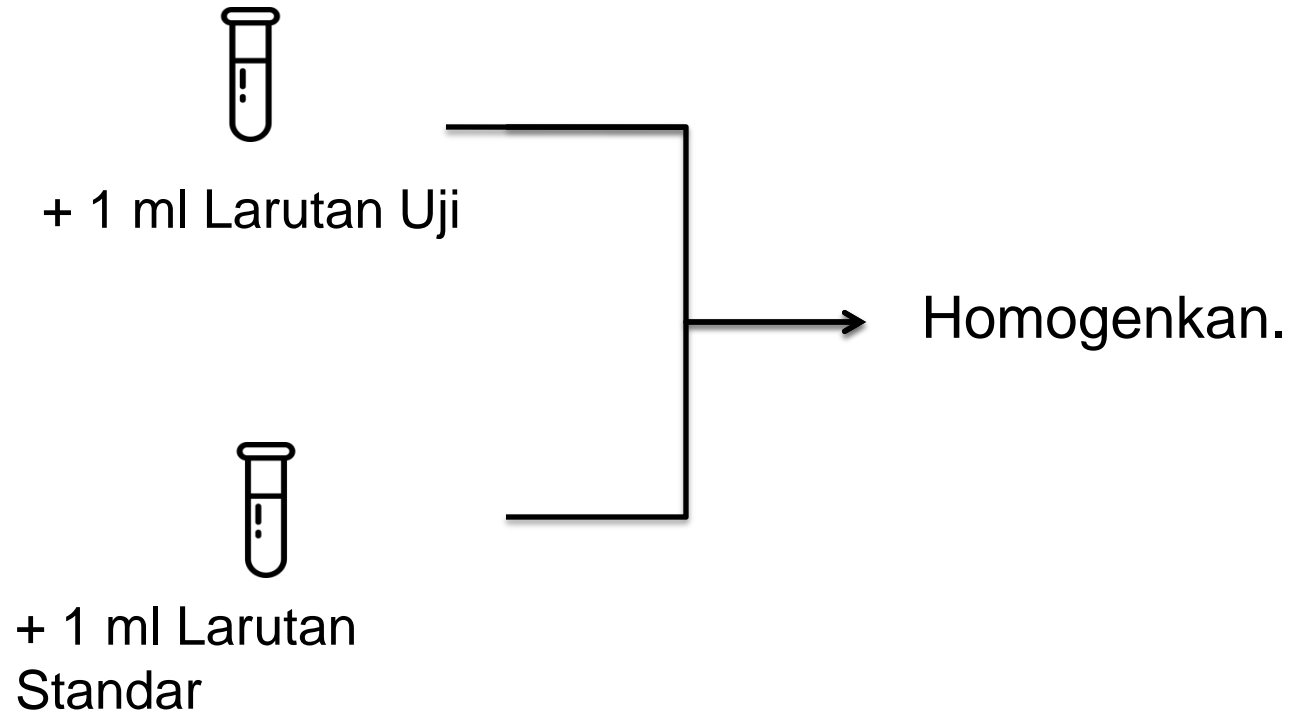 + 1 ml Larutan Uji
Homogenkan.
+ 1 ml Larutan
Standar